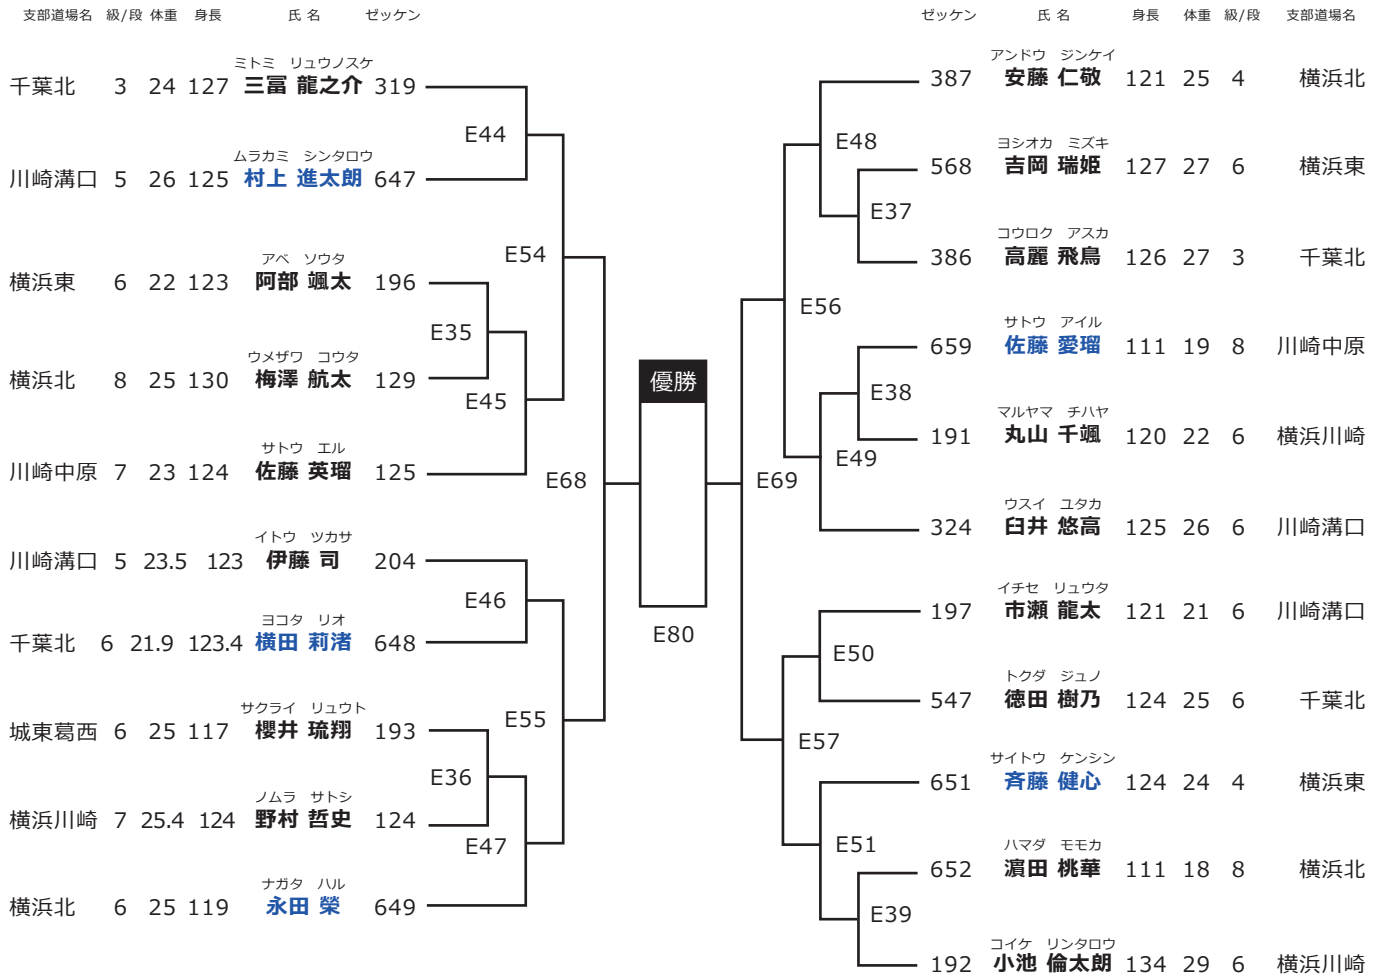 支部道場名 級/段 体重 身長 氏 名 ゼッケン
ゼッケン 氏 名 身長 体重 級/段 支部道場名
ミトミ リュウノスケ
千葉北 3 24 127 三冨 龍之介 319
E44
ムラカミ シンタロウ
川崎溝口 5 26 125 村上 進太朗 647
E54
アベ ソウタ
横浜東 6 22 123 阿部 颯太 196
E35
ウメザワ コウタ
横浜北 8 25 130 梅澤 航太 129
E45
サトウ エル
川崎中原 7 23 124 佐藤 英瑠 125
E68
イトウ ツカサ
川崎溝口 5 23.5 123 伊藤 司 204
E46
ヨコタ リオ
千葉北 6 21.9 123.4 横田 莉渚 648
E55
サクライ リュウト
城東葛西 6 25 117 櫻井 琉翔 193
E36
ノムラ サトシ
横浜川崎 7 25.4 124 野村 哲史 124
E47
ナガタ ハル
横浜北 6 25 119 永田 榮 649
優勝
E80
アンドウ ジンケイ
387 安藤 仁敬 121 25 4 横浜北
E48
ヨシオカ ミズキ
568 吉岡 瑞姫 127 27 6 横浜東
E37
コウロク アスカ
386 高麗 飛鳥 126 27 3 千葉北
E56
サトウ アイル
659 佐藤 愛瑠 111 19 8 川崎中原
E38
マルヤマ チハヤ
191 丸山 千颯 120 22 6 横浜川崎
E49
E69
ウスイ ユタカ
324 臼井 悠高 125 26 6 川崎溝口
イチセ リュウタ
197 市瀬 龍太 121 21 6 川崎溝口
E50
トクダ ジュノ
547 徳田 樹乃 124 25 6 千葉北
E57
サイトウ ケンシン
651 斉藤 健心 124 24 4 横浜東
E51
ハマダ モモカ
652 濵田 桃華 111 18 8 横浜北
E39
コイケ リンタロウ
192 小池 倫太朗 134 29 6 横浜川崎